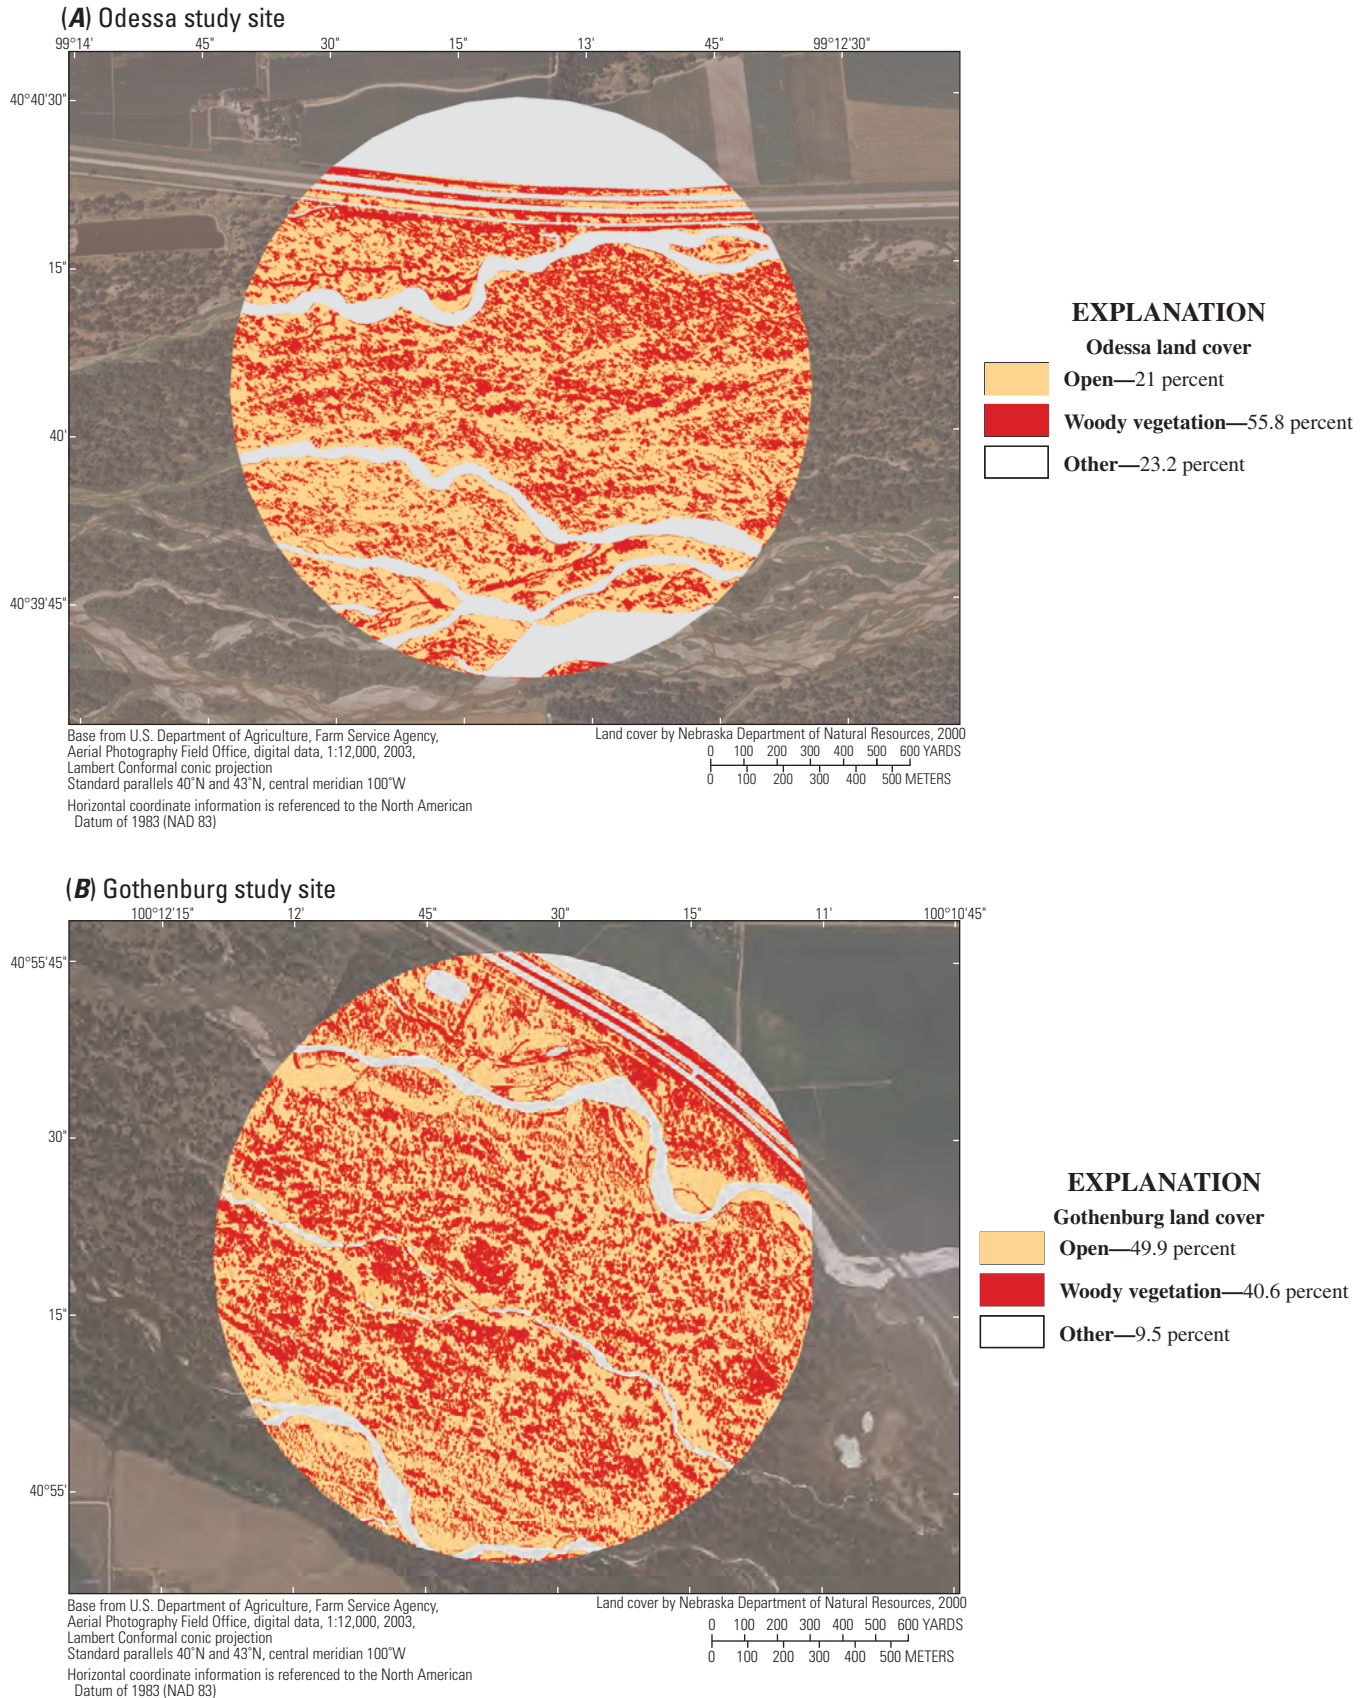 (A) Odessa study site
99°14' 45" 30" 15" 13' 45" 99°12'30"
40°40'30"
15"
40'
40°39'45"
EXPLANATION
Odessa land cover
Open—21 percent
Woody vegetation—55.8 percent
Other—23.2 percent
Base from U.S. Department of Agriculture, Farm Service Agency,
Aerial Photography Field Office, digital data, 1:12,000, 2003,
Lambert Conformal conic projection
Standard parallels 40°N and 43°N, central meridian 100°W
Horizontal coordinate information is referenced to the North American
Datum of 1983 (NAD 83)
Land cover by Nebraska Department of Natural Resources, 2000
0 100 200 300 400 500 600 YARDS
0 100 200 300 400 500 METERS
(B) Gothenburg study site
100°12'15" 12' 45" 30" 15" 11' 100°10'45"
40°55'45"
30"
15"
40°55'
EXPLANATION
Gothenburg land cover
Open—49.9 percent
Woody vegetation—40.6 percent
Other—9.5 percent
Base from U.S. Department of Agriculture, Farm Service Agency,
Aerial Photography Field Office, digital data, 1:12,000, 2003,
Lambert Conformal conic projection
Standard parallels 40°N and 43°N, central meridian 100°W
Horizontal coordinate information is referenced to the North American
Datum of 1983 (NAD 83)
Land cover by Nebraska Department of Natural Resources, 2000
0 100 200 300 400 500 600 YARDS
0 100 200 300 400 500 METERS